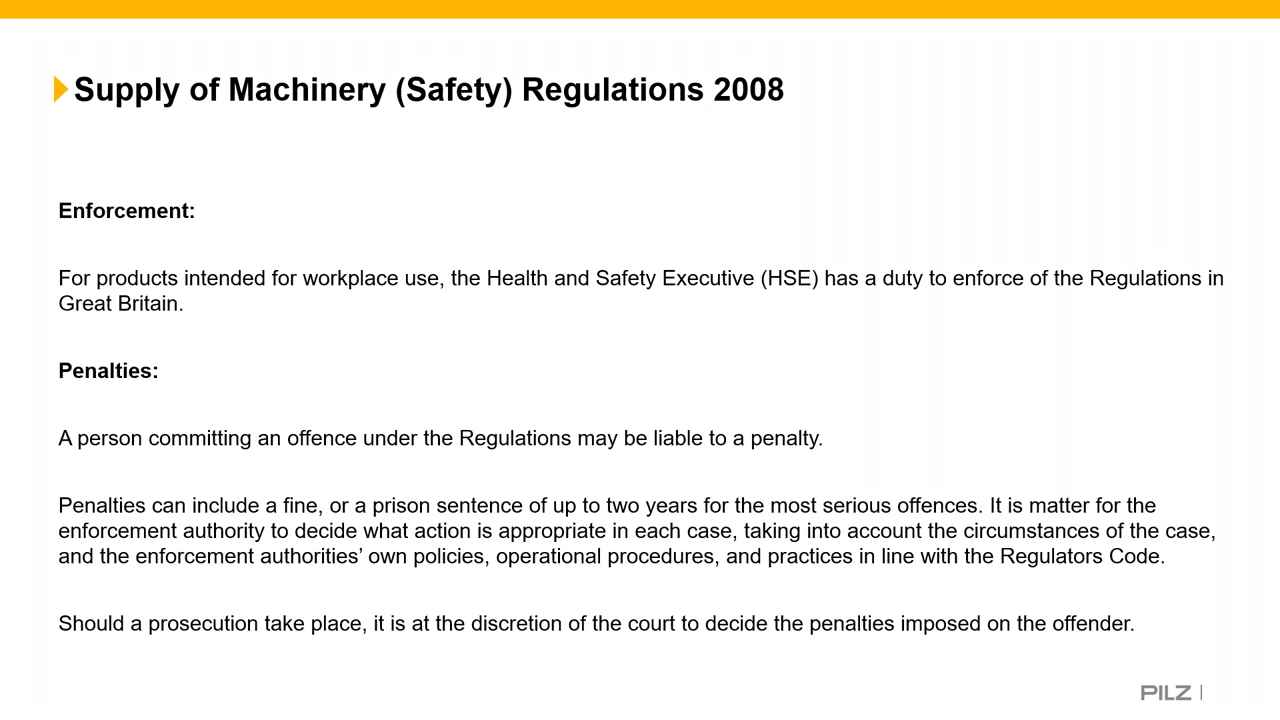 Supply of Machinery (Safety) Regulations 2008
Enforcement:
For products intended for workplace use, the Health and Safety Executive (HSE) has a duty to enforce of the Regulations in
Great Britain.
Penalties:
A person committing an offence under the Regulations may be liable to a penalty.
Penalties can include a fine, or a prison sentence of up to two years for the most serious offences. It is matter for the
enforcement authority to decide what action is appropriate in each case, taking into account the circumstances of the case,
and the enforcement authorities’ own policies, operational procedures, and practices in line with the Regulators Code.
Should a prosecution take place, it is at the discretion of the court to decide the penalties imposed on the offender.
PILZ |